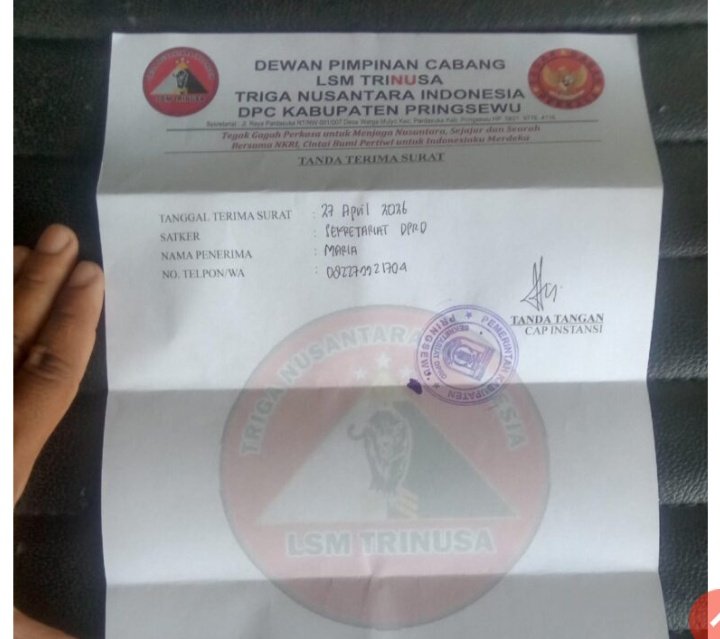 DEWAN PIMPINAN CABANG
LSM TRINUSA
TRIGA NUSANTARA INDONESIA
DPC KABUPATEN PRINGSEWU
Tegak Gagah Perkasa untuk Menjaga Nusantara, Sejajar dan Searah
Bersama NKRI, Cintai Bumi Pertiwi untuk Indonesiaku Merdeka
TANDA TERIMA SURAT
TANGGAL TERIMA SURAT : 27 April 2026
SATKER : SEKRETARIAT DPRD
NAMA PENERIMA : MARIA
NO. TELPON/WA :
TANDA TANGAN
CAP INSTANSI
PEMERINTAH KABUPATEN
PRINGSEWU
SEKRETARIAT DPRD
TRIGA NUSANTARA INDONESIA
LSM TRINUSA